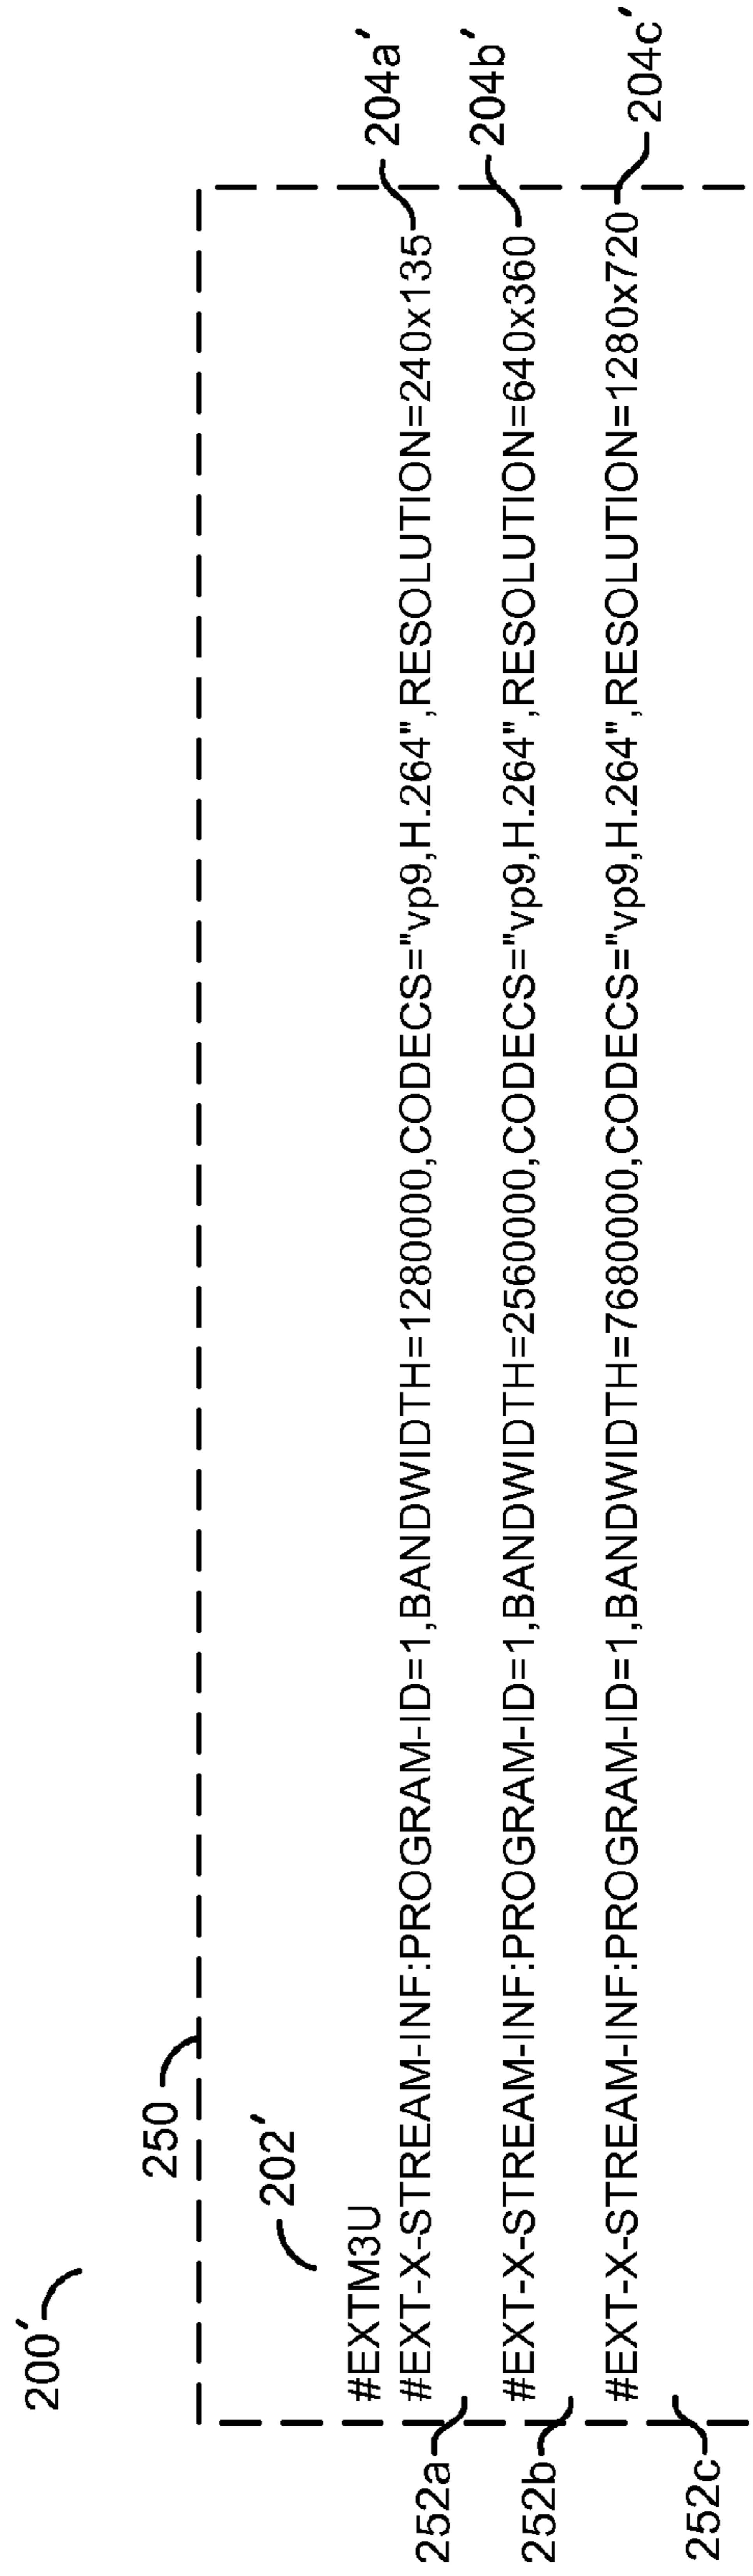 200′
250
202′
#EXTM3U
#EXT-X-STREAM-INF:PROGRAM-ID=1,BANDWIDTH=1280000,CODECS="vp9,H.264",RESOLUTION=240x135
204a′
252a
#EXT-X-STREAM-INF:PROGRAM-ID=1,BANDWIDTH=2560000,CODECS="vp9,H.264",RESOLUTION=640x360
204b′
252b
#EXT-X-STREAM-INF:PROGRAM-ID=1,BANDWIDTH=7680000,CODECS="vp9,H.264",RESOLUTION=1280x720
204c′
252c